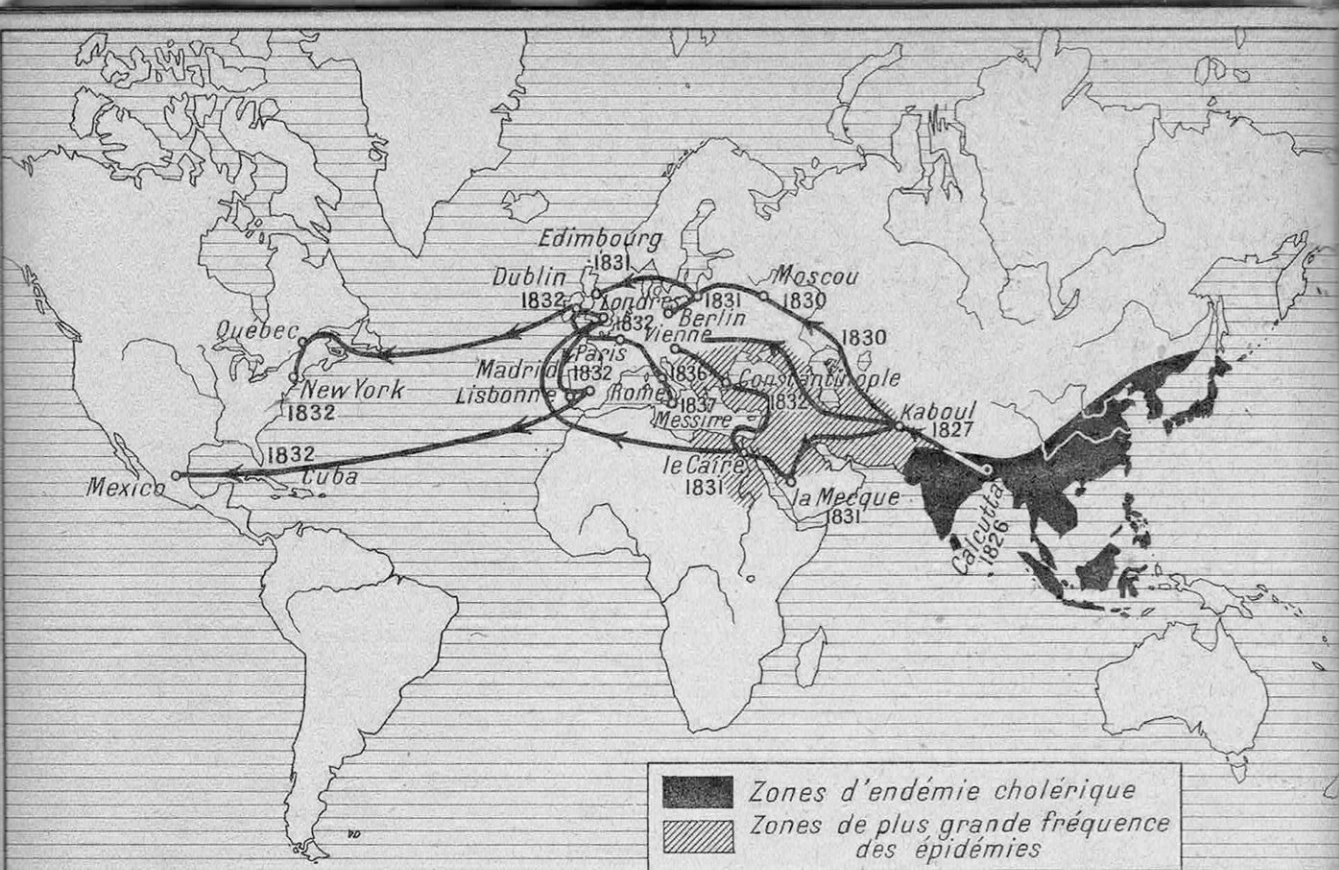 Edimbourg
1831
Dublin
1832
Londres
1832
Moscou
1830
1831
Berlin
1830
Québec
New York
1832
Vienne
Paris
1832
Madrid
Lisbonne
1836
Rome
1837
Messine
Constantinople
1832
Kaboul
1827
1832
Cuba
Mexico
le Caire
1831
la Mecque
1831
Calcutta
1826
Zones d'endémie cholérique
Zones de plus grande fréquence
des épidémies